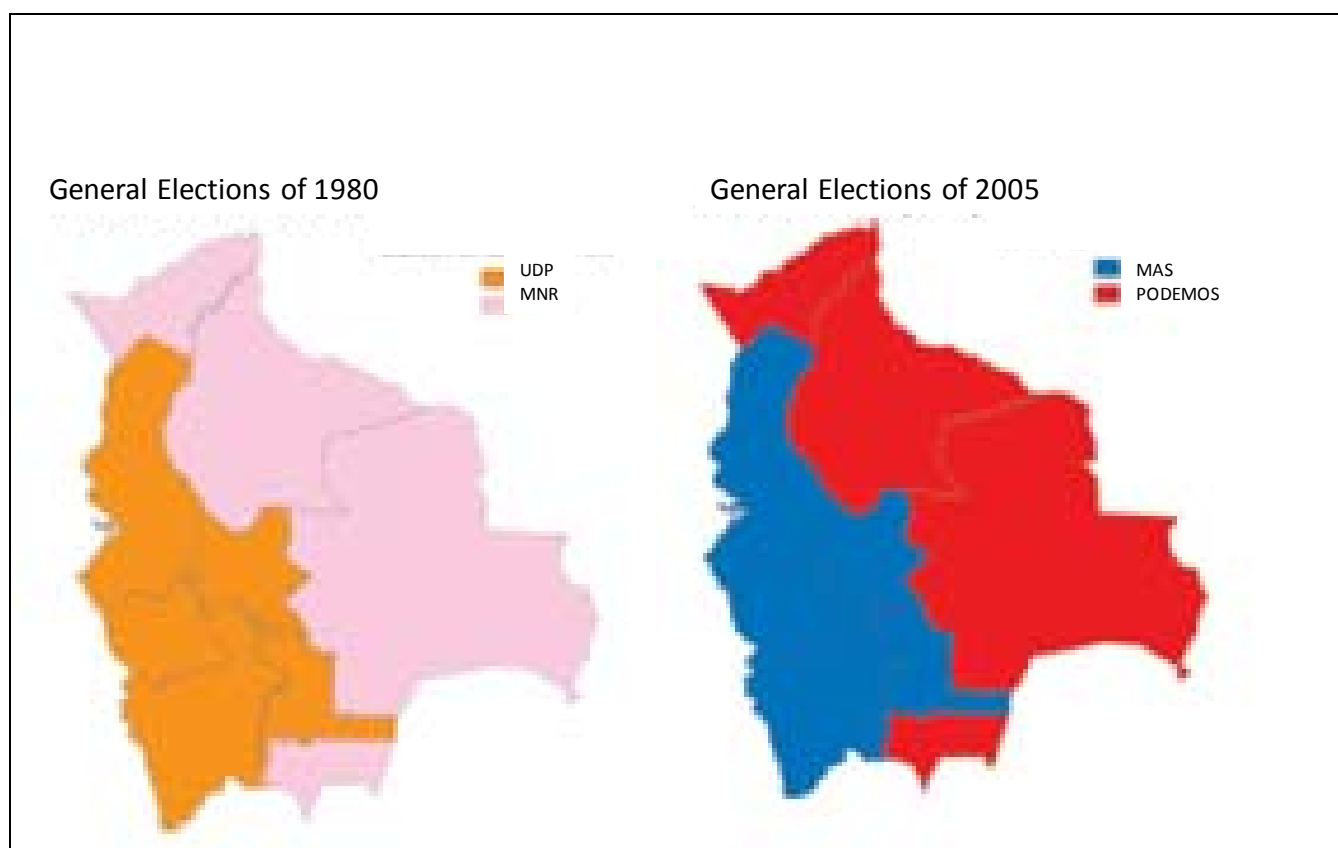 General Elections of 1980
UDP
MNR
General Elections of 2005
MAS
PODEMOS